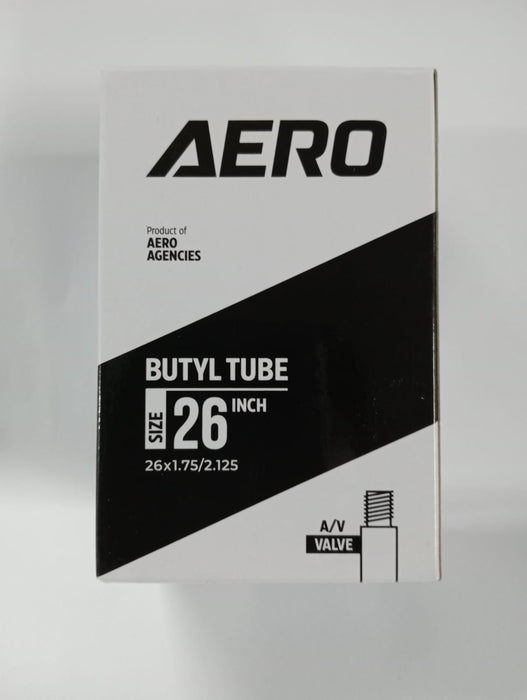 AERO
Product of
AERO
AGENCIES
BUTYL TUBE
SIZE 26 INCH
26x1.75/2.125
A/V
VALVE